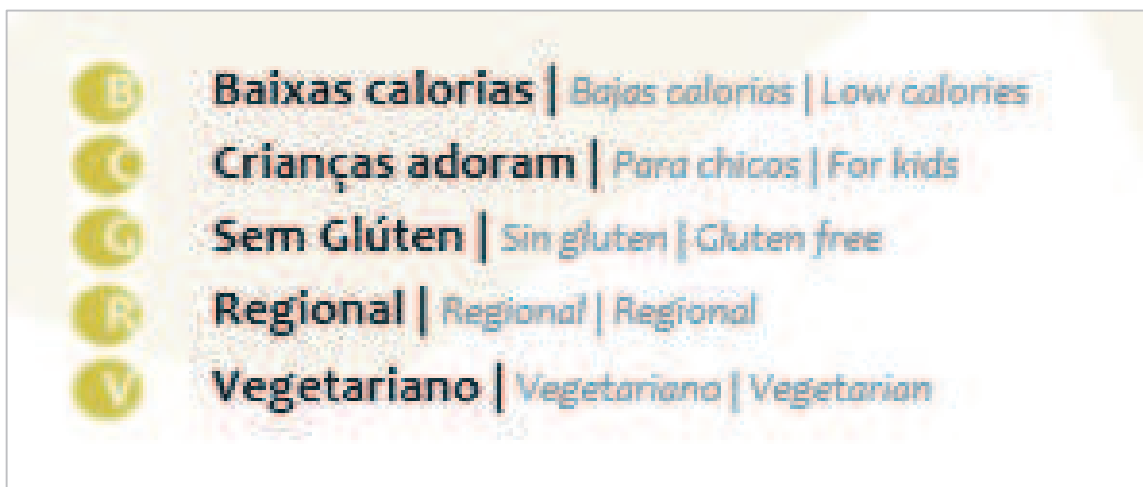 B Baixas calorias | Bajas calorias | Low calories
C Crianças adoram | Para chicos | For kids
G Sem Glúten | Sin gluten | Gluten free
R Regional | Regional | Regional
V Vegetariano | Vegetariano | Vegetarian